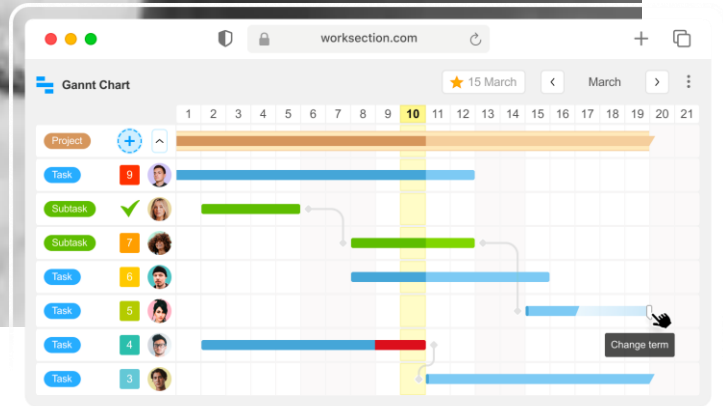 worksection.com
Gannt Chart
15 March
March
1 2 3 4 5 6 7 8 9 10 11 12 13 14 15 16 17 18 19 20 21
Project
Task 9
Subtask
Subtask 7
Task 6
Task 5
Change term
Task 4
Task 3